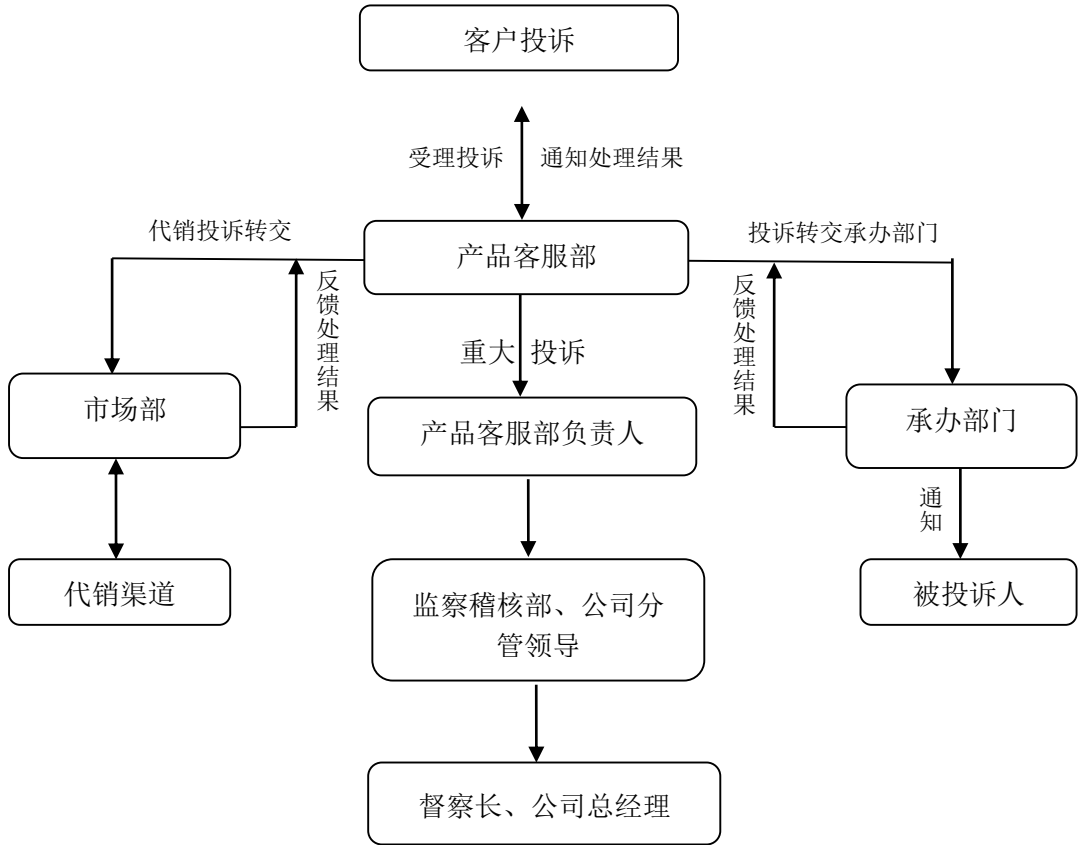 客户投诉
受理投诉
通知处理结果
代销投诉转交
产品客服部
投诉转交承办部门
反馈处理结果
反馈处理结果
重大
投诉
市场部
产品客服部负责人
承办部门
通知
代销渠道
监察稽核部、公司分
管领导
被投诉人
督察长、公司总经理